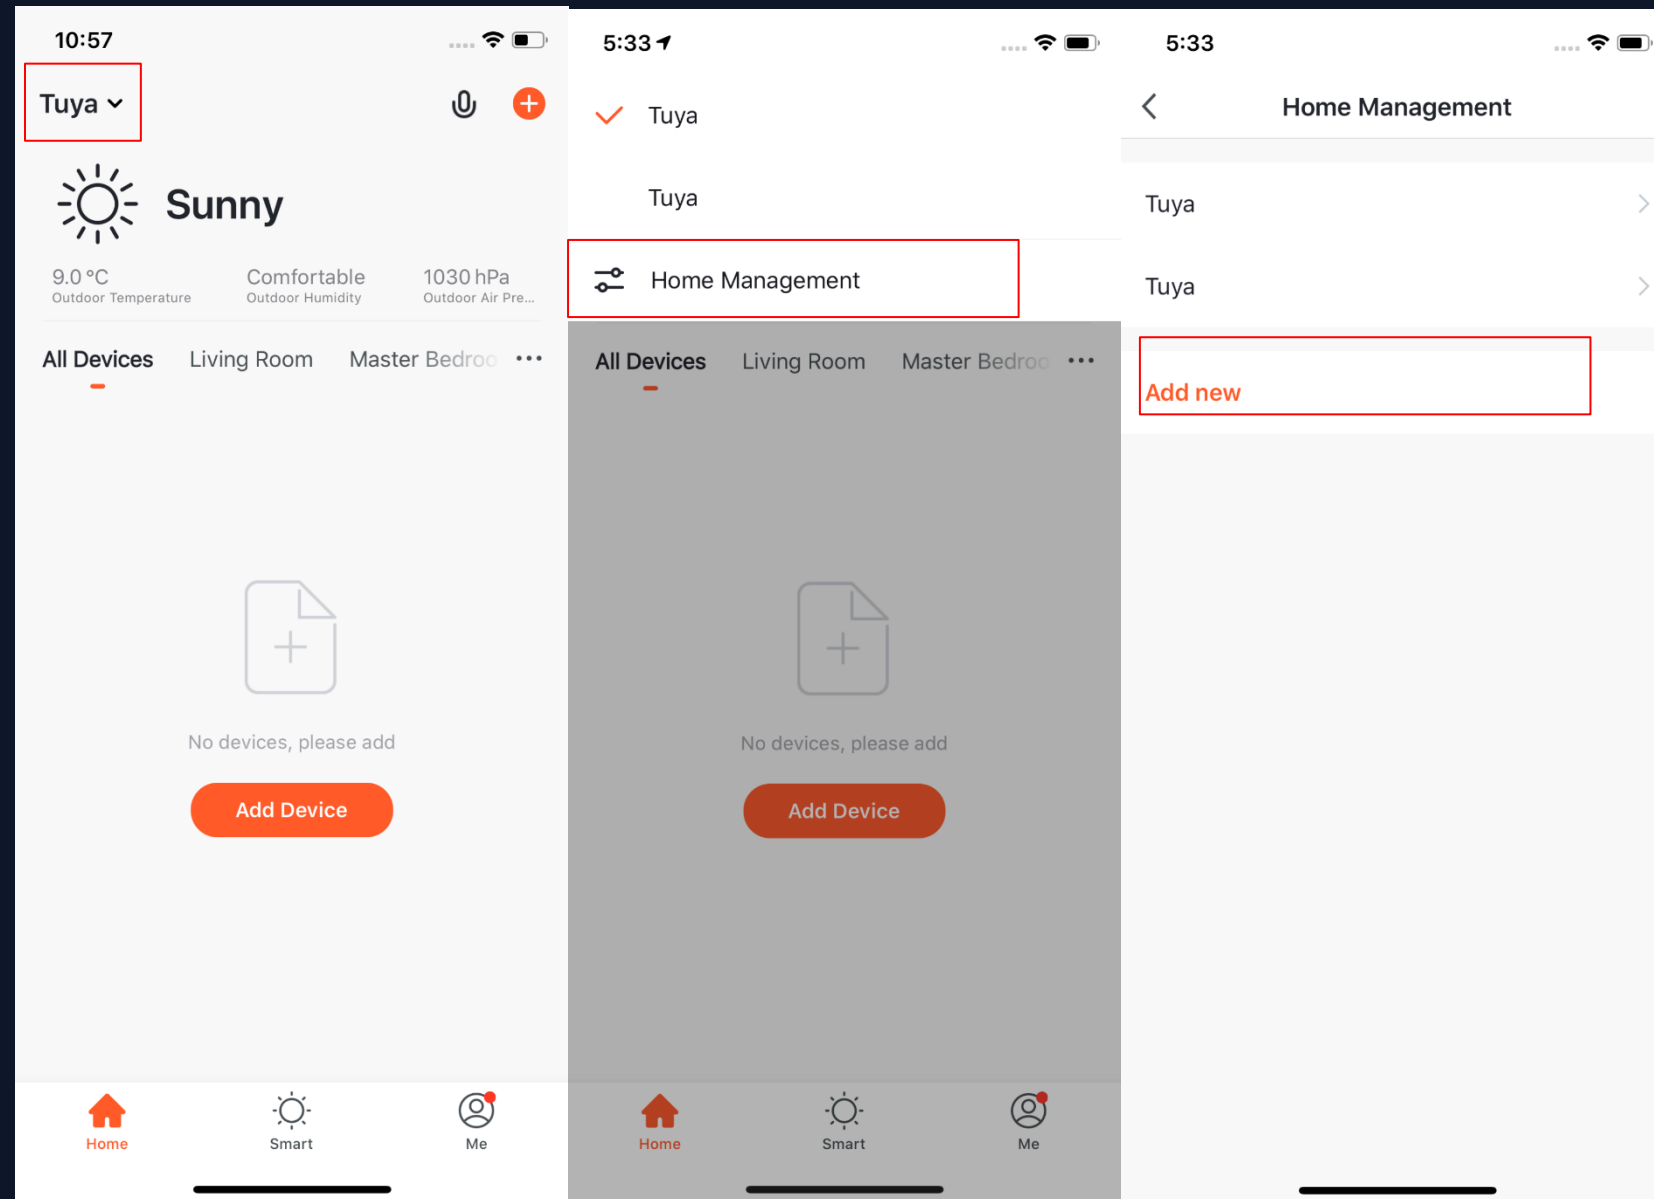 10:57
Tuya
Sunny
9.0 °C
Outdoor Temperature
Comfortable
Outdoor Humidity
1030 hPa
Outdoor Air Pre...
All Devices Living Room Master Bedroo
No devices, please add
Add Device
Home Smart Me
5:33
Tuya
Tuya
Home Management
All Devices Living Room Master Bedroo
No devices, please add
Add Device
Home Smart Me
5:33
Home Management
Tuya
Tuya
Add new